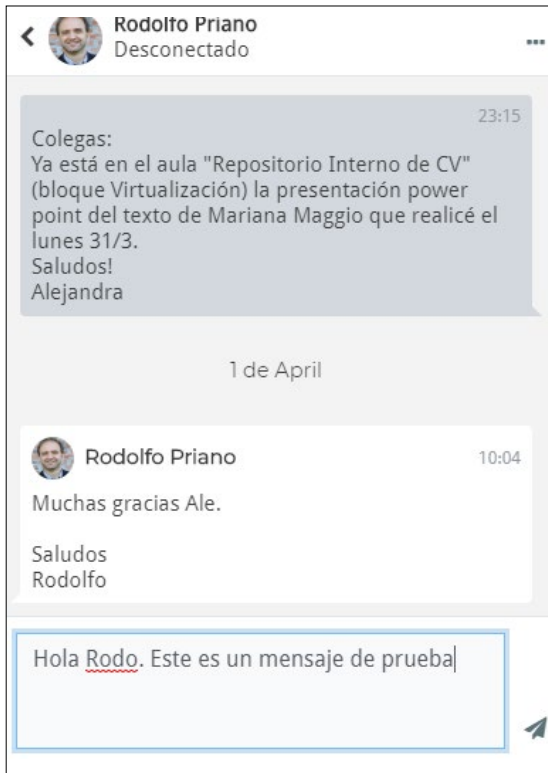 Rodolfo Priano
Desconectado
23:15
Colegas:
Ya está en el aula "Repositorio Interno de CV"
(bloque Virtualización) la presentación power
point del texto de Mariana Maggio que realicé el
lunes 31/3.
Saludos!
Alejandra
1 de April
Rodolfo Priano
10:04
Muchas gracias Ale.
Saludos
Rodolfo
Hola Rodo. Este es un mensaje de prueba